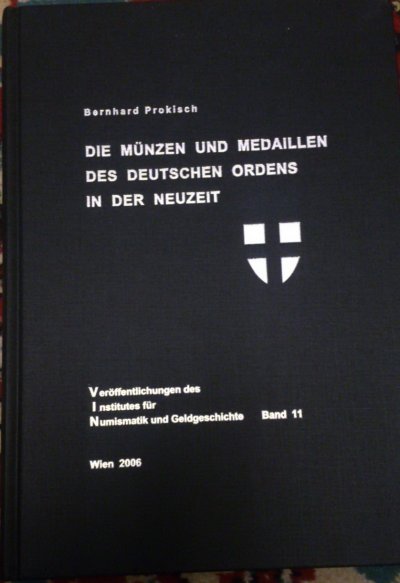 Bernhard Prokisch
DIE MÜNZEN UND MEDAILLEN
DES DEUTSCHEN ORDENS
IN DER NEUZEIT
Veröffentlichungen des
Institutes für
Numismatik und Geldgeschichte Band 11
Wien 2006